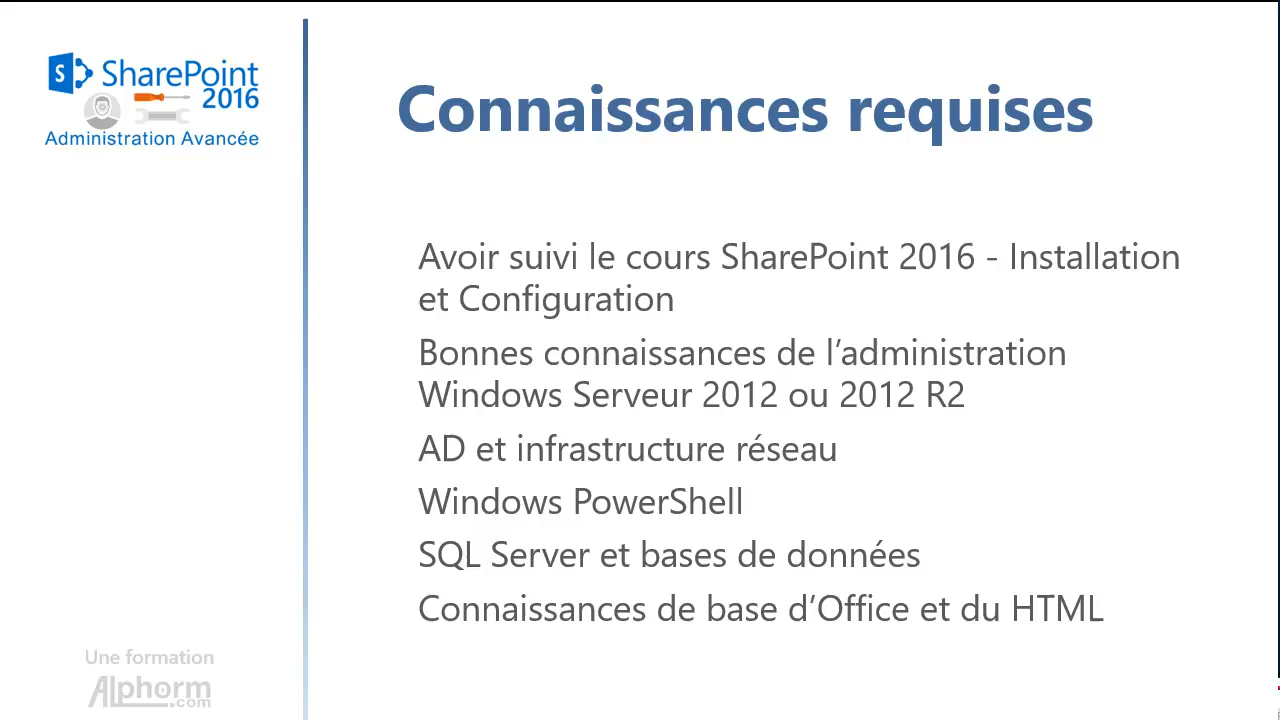 SharePoint
2016
Administration Avancée
Connaissances requises
Avoir suivi le cours SharePoint 2016 - Installation
et Configuration
Bonnes connaissances de l’administration
Windows Serveur 2012 ou 2012 R2
AD et infrastructure réseau
Windows PowerShell
SQL Server et bases de données
Connaissances de base d’Office et du HTML
Une formation
Alphorm
.com